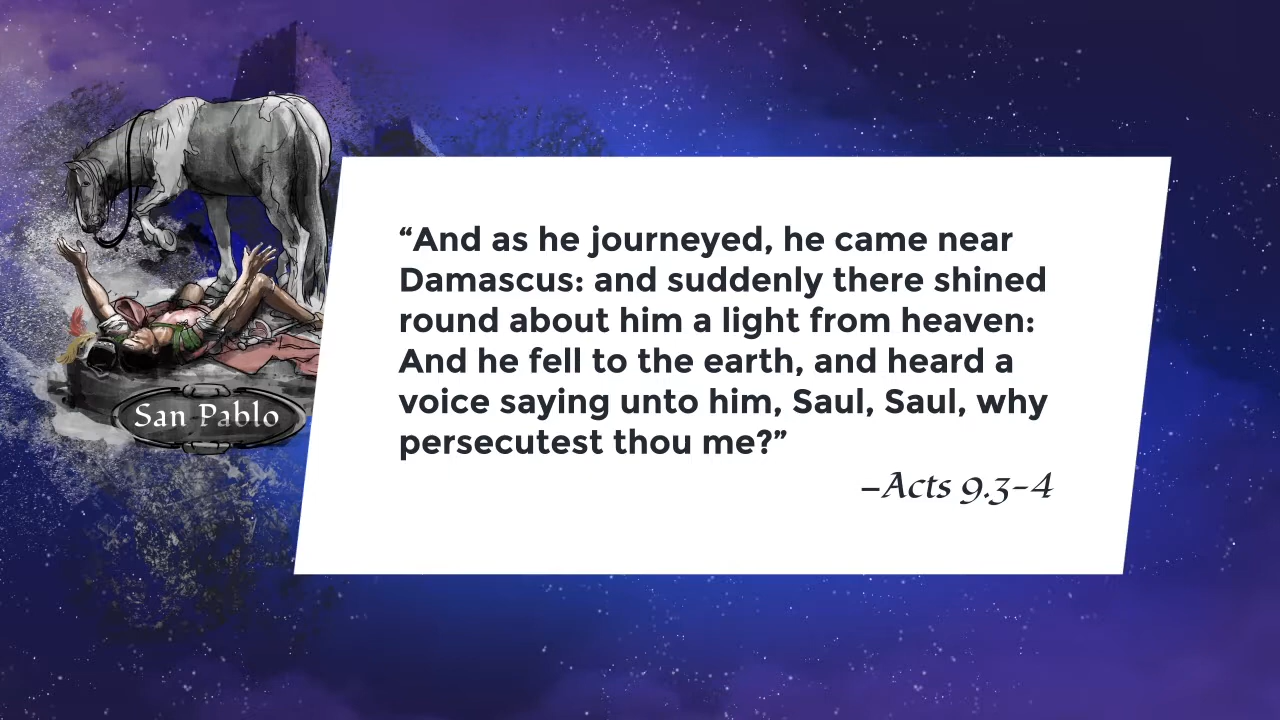 San Pablo
“And as he journeyed, he came near
Damascus: and suddenly there shined
round about him a light from heaven:
And he fell to the earth, and heard a
voice saying unto him, Saul, Saul, why
persecutest thou me?”
–Acts 9.3–4